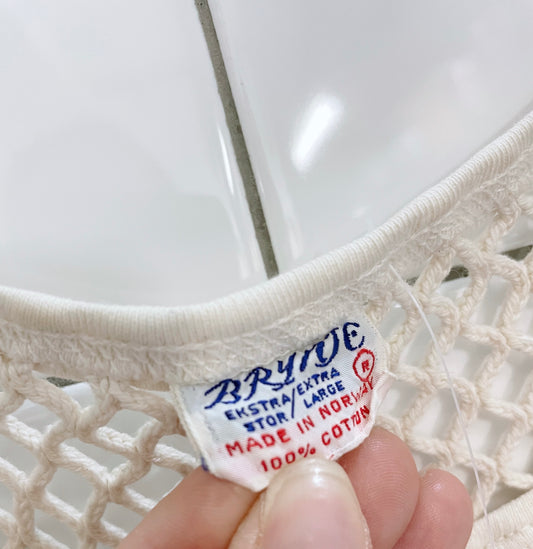 BRYNJE
EKSTRA/EXTRA
STOR/LARGE ®
MADE IN NORWAY
100% COTTON